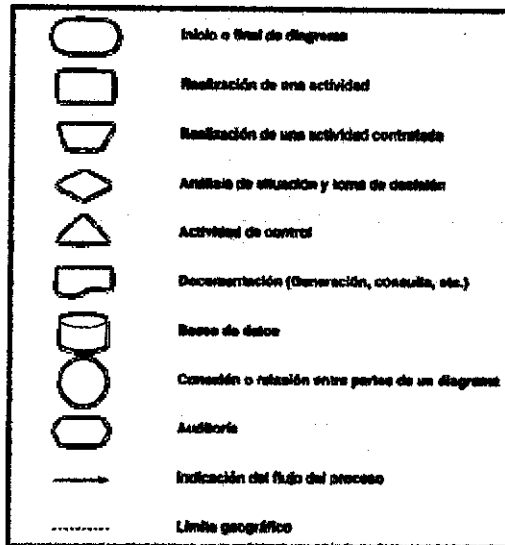 Inicio o final de diagrama
Realización de una actividad
Realización de una actividad contratada
Análisis de situación y toma de decisión
Actividad de control
Documentación (Generación, consulta, etc.)
Bases de datos
Conexión o relación entre partes de un diagrama
Auditoría
Indicación del flujo del proceso
Límite geográfico